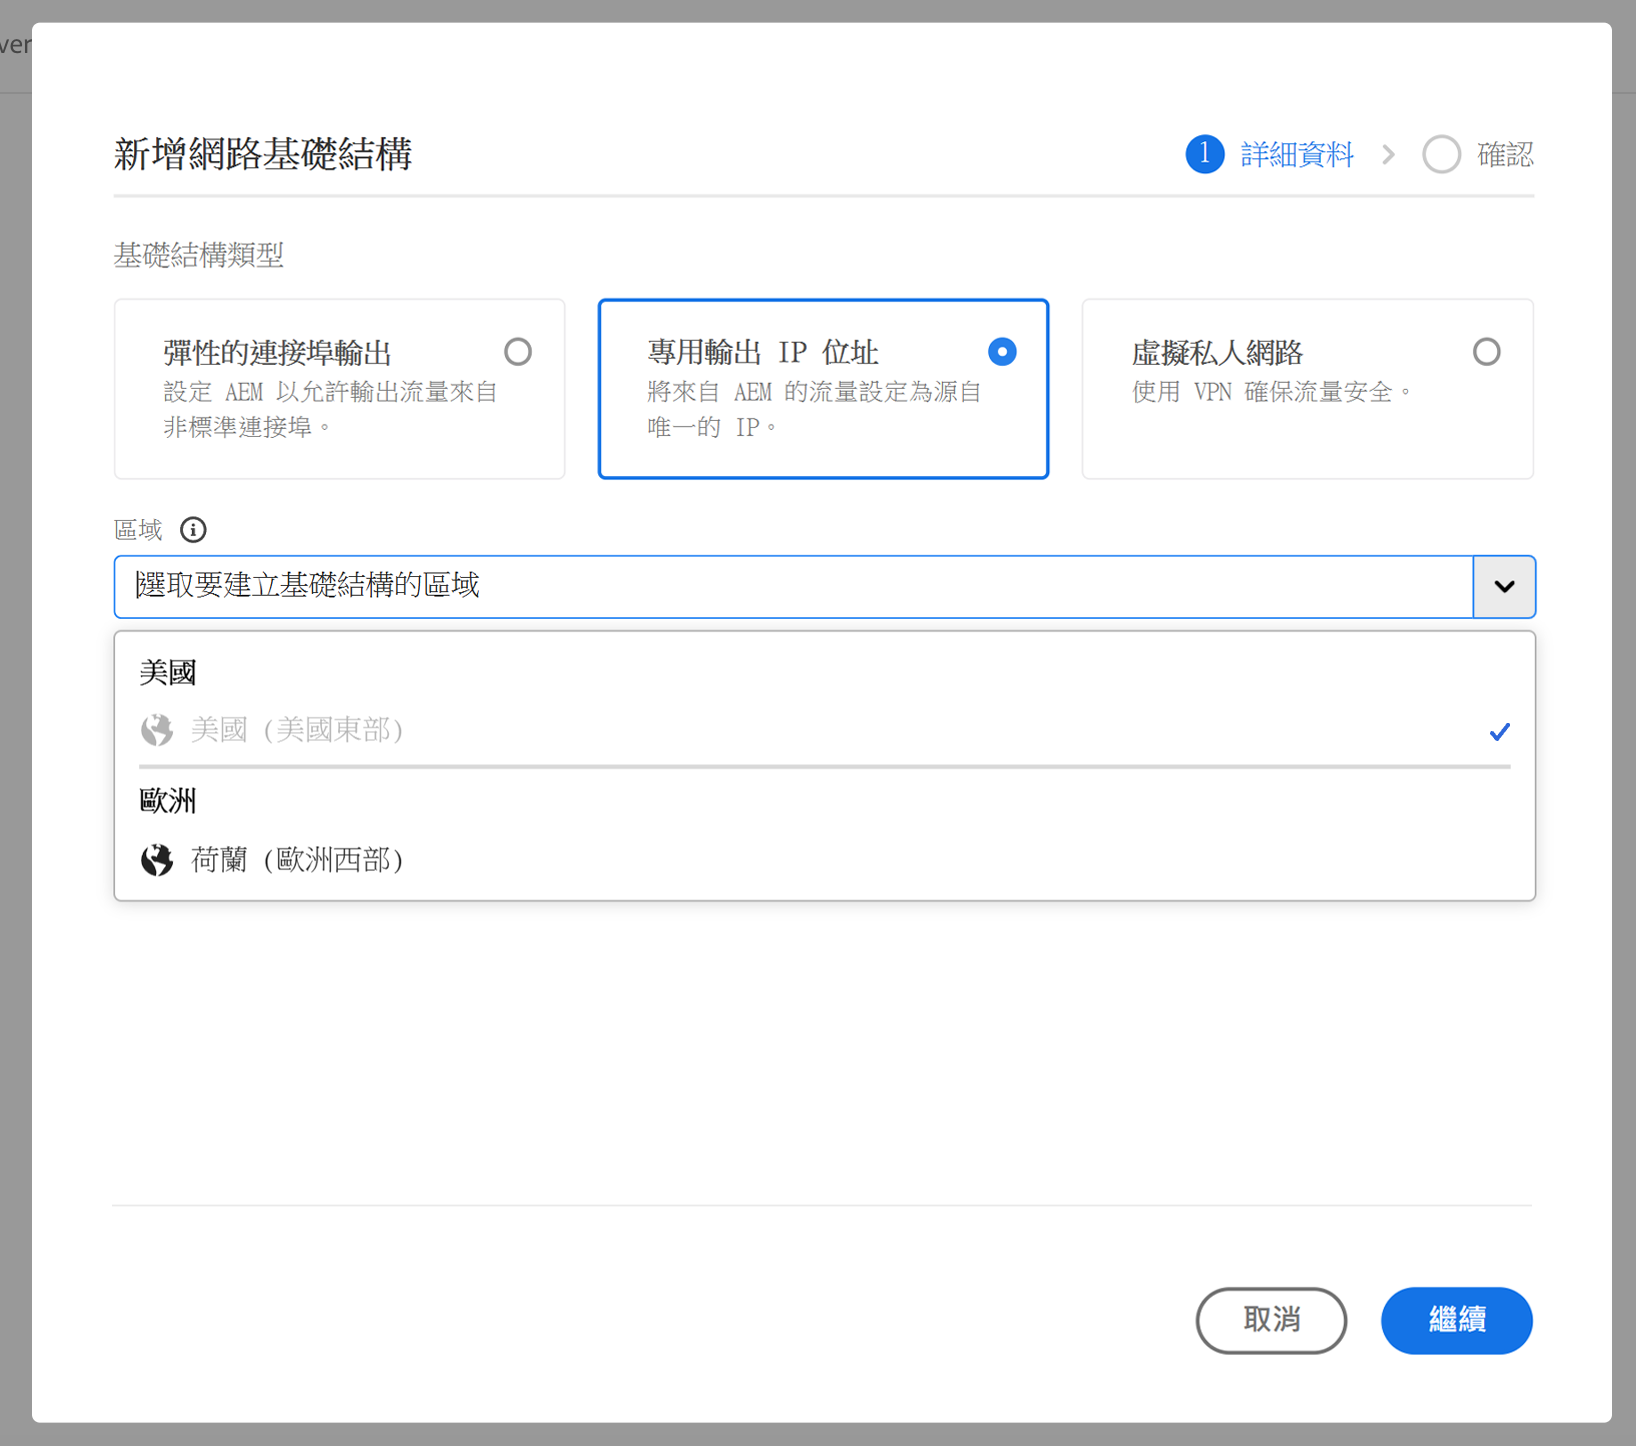 ver
新增網路基礎結構
1 詳細資料 確認
基礎結構類型
彈性的連接埠輸出
設定 AEM 以允許輸出流量來自
非標準連接埠。
專用輸出 IP 位址
將來自 AEM 的流量設定為源自
唯一的 IP。
虛擬私人網路
使用 VPN 確保流量安全。
區域
選取要建立基礎結構的區域
美國
美國 (美國東部)
歐洲
荷蘭 (歐洲西部)
取消
繼續